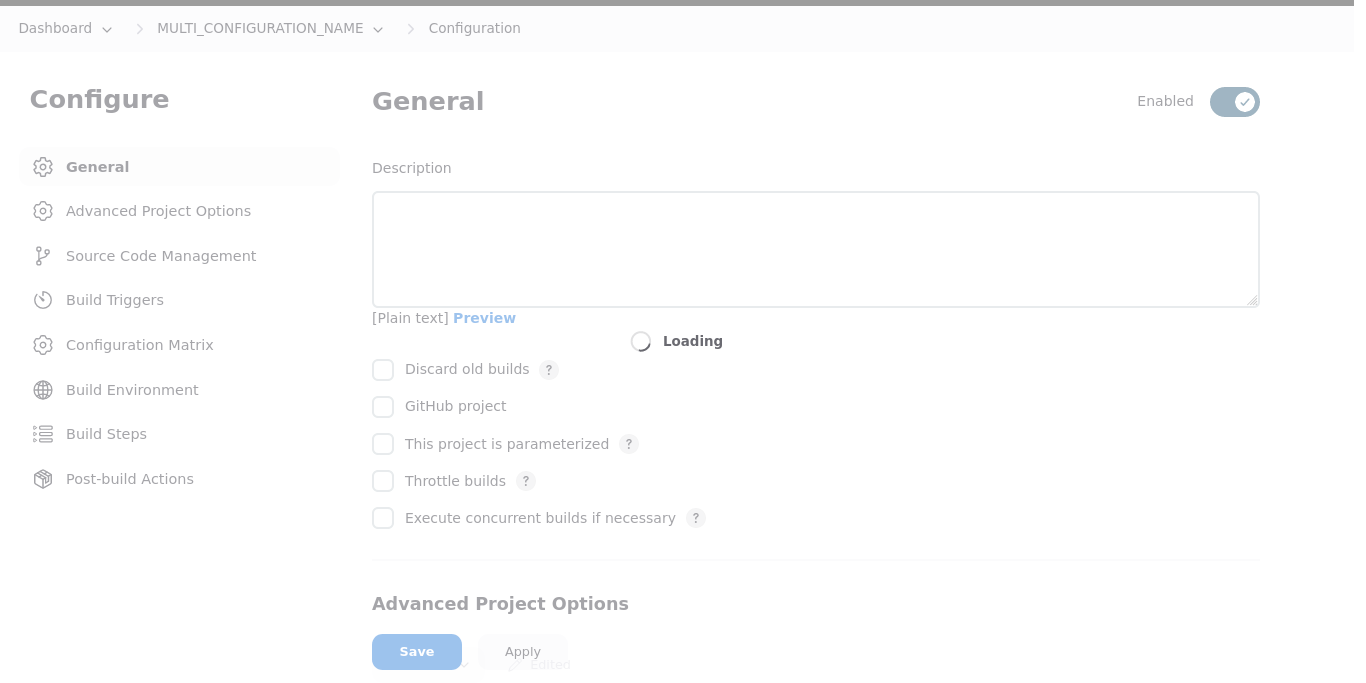 Dashboard MULTI_CONFIGURATION_NAME Configuration
Configure
General
Advanced Project Options
Source Code Management
Build Triggers
Configuration Matrix
Build Environment
Build Steps
Post-build Actions
General
Enabled
Description
[Plain text] Preview
Loading
Discard old builds ?
GitHub project
This project is parameterized ?
Throttle builds ?
Execute concurrent builds if necessary ?
Advanced Project Options
Save Apply
Edited